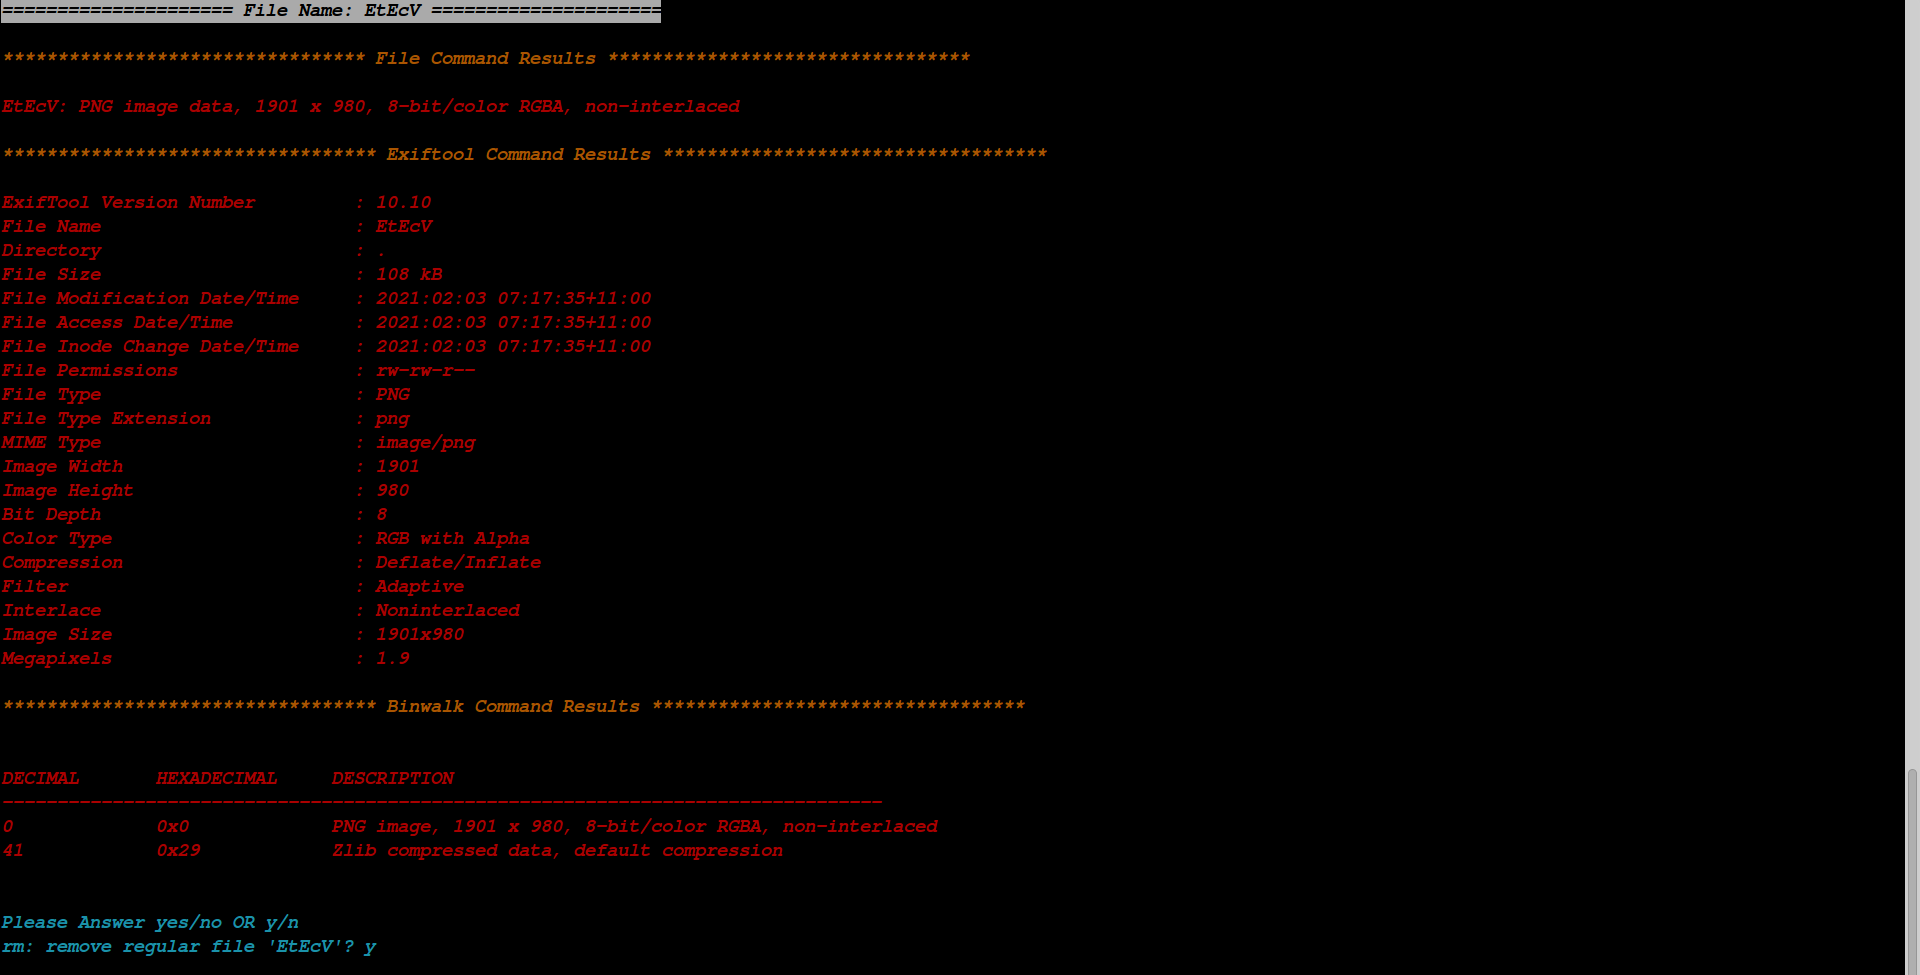 ===================== File Name: EtEcV =====================
********************************* File Command Results *********************************
EtEcV: PNG image data, 1901 x 980, 8-bit/color RGBA, non-interlaced
********************************** Exiftool Command Results ***********************************
ExifTool Version Number         : 10.10
File Name                       : EtEcV
Directory                       : .
File Size                       : 108 kB
File Modification Date/Time     : 2021:02:03 07:17:35+11:00
File Access Date/Time           : 2021:02:03 07:17:35+11:00
File Inode Change Date/Time     : 2021:02:03 07:17:35+11:00
File Permissions                : rw-rw-r--
File Type                       : PNG
File Type Extension             : png
MIME Type                       : image/png
Image Width                     : 1901
Image Height                    : 980
Bit Depth                       : 8
Color Type                      : RGB with Alpha
Compression                     : Deflate/Inflate
Filter                          : Adaptive
Interlace                       : Noninterlaced
Image Size                      : 1901x980
Megapixels                      : 1.9
********************************** Binwalk Command Results **********************************
DECIMAL       HEXADECIMAL     DESCRIPTION
--------------------------------------------------------------------------------
0             0x0             PNG image, 1901 x 980, 8-bit/color RGBA, non-interlaced
41            0x29            Zlib compressed data, default compression
Please Answer yes/no OR y/n
rm: remove regular file 'EtEcV'? y